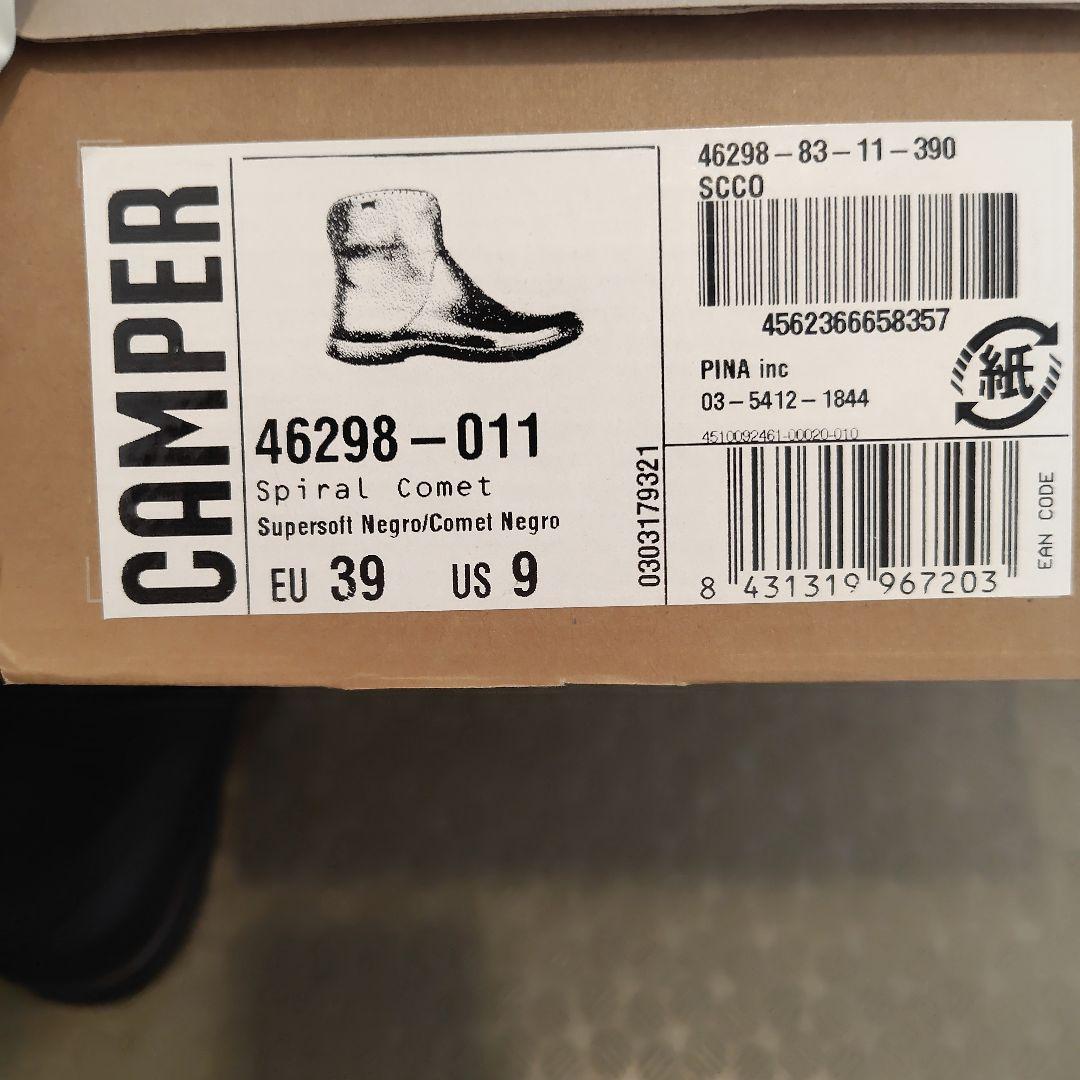 CAMPER
46298-011
Spiral Comet
Supersoft Negro/Comet Negro
EU 39 US 9
0303179321
46298-83-11-390
SCCO
4562366658357
PINA inc
03-5412-1844
紙
4510092461-00020-010
8 431319 967203
EAN CODE